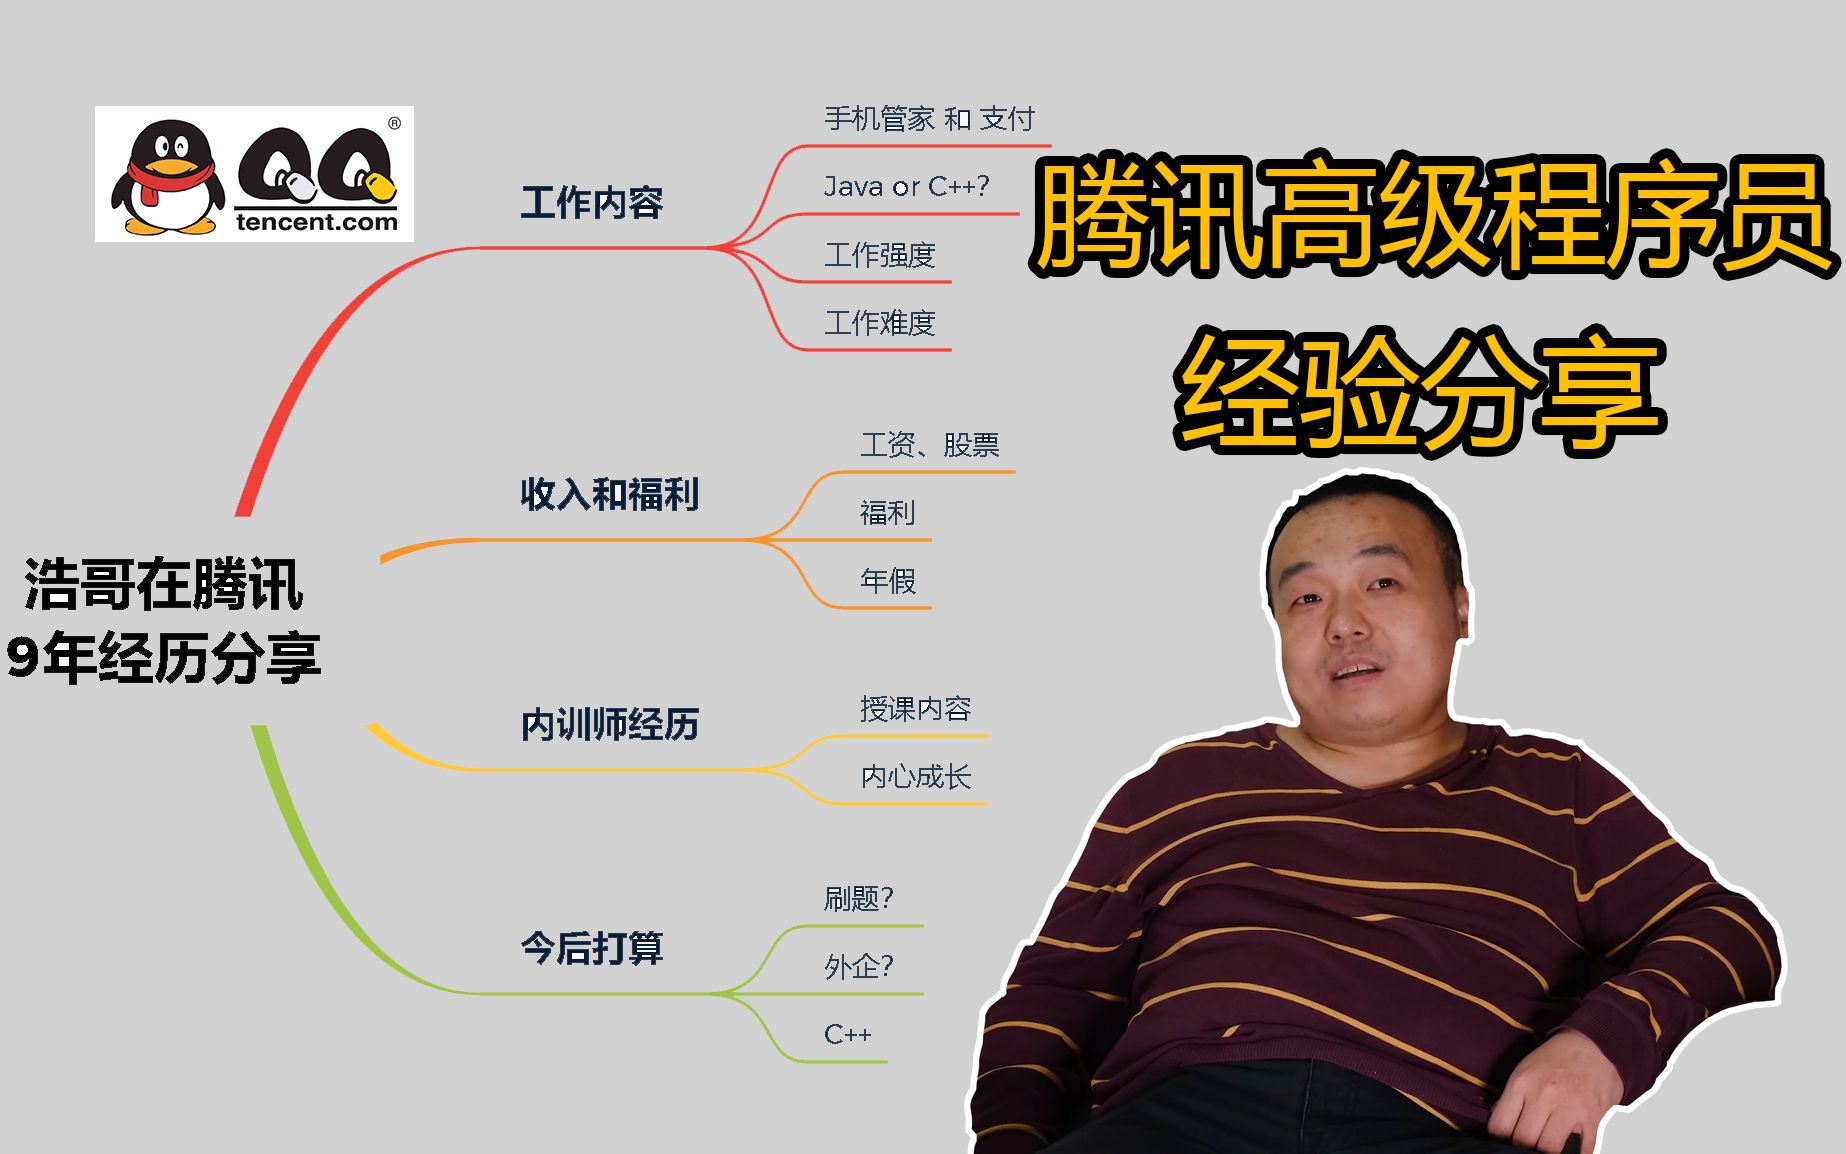 QQ®
tencent.com
浩哥在腾讯
9年经历分享
工作内容
手机管家 和 支付
Java or C++?
工作强度
工作难度
收入和福利
工资、股票
福利
年假
内训师经历
授课内容
内心成长
今后打算
刷题?
外企?
C++
腾讯高级程序员
经验分享